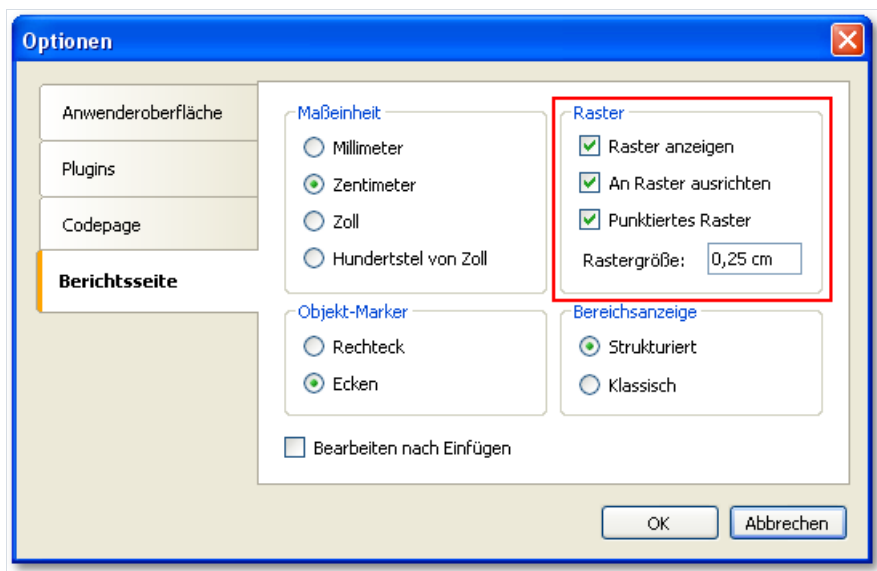 Optionen
Anwenderoberfläche
Plugins
Codepage
Berichtsseite
Maßeinheit
Millimeter
Zentimeter
Zoll
Hundertstel von Zoll
Raster
Raster anzeigen
An Raster ausrichten
Punktiertes Raster
Rastergröße: 0,25 cm
Objekt-Marker
Rechteck
Ecken
Bereichsanzeige
Strukturiert
Klassisch
Bearbeiten nach Einfügen
OK Abbrechen